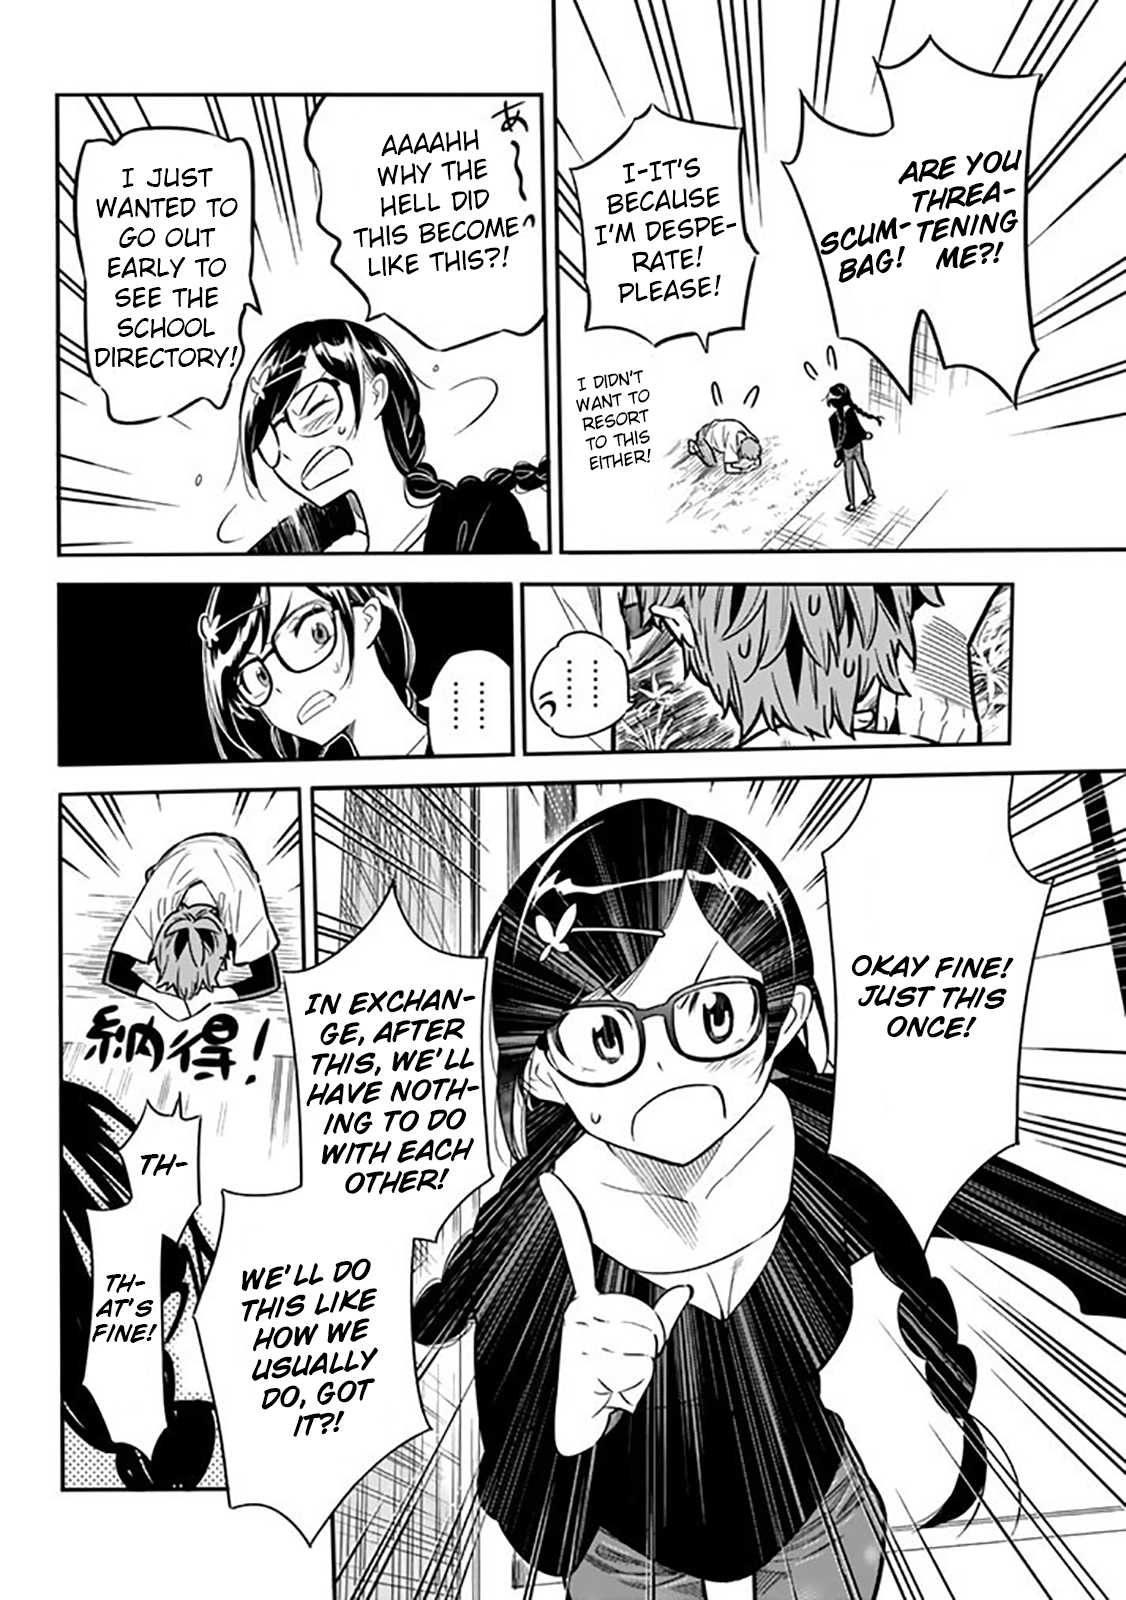 ARE YOU
THREA-
TENING
ME?!
SCUM-
BAG!
I-IT'S
BECAUSE
I'M DESPE-
RATE!
PLEASE!
I DIDN'T
WANT TO
RESORT
TO THIS
EITHER!
あ〜〜
AAAAHH
WHY THE
HELL DID
THIS BECOME
LIKE THIS?!
I JUST
WANTED TO
GO OUT
EARLY TO
SEE THE
SCHOOL
DIRECTORY!
OKAY FINE!
JUST THIS
ONCE!
IN EXCHAN-
GE, AFTER
THIS, WE'LL
HAVE NOTH-
ING TO DO
WITH EACH
OTHER!
WE'LL DO
THIS LIKE
HOW WE
USUALLY
DO, GOT
IT?!
納得!
TH-
TH-
AT'S
FINE!